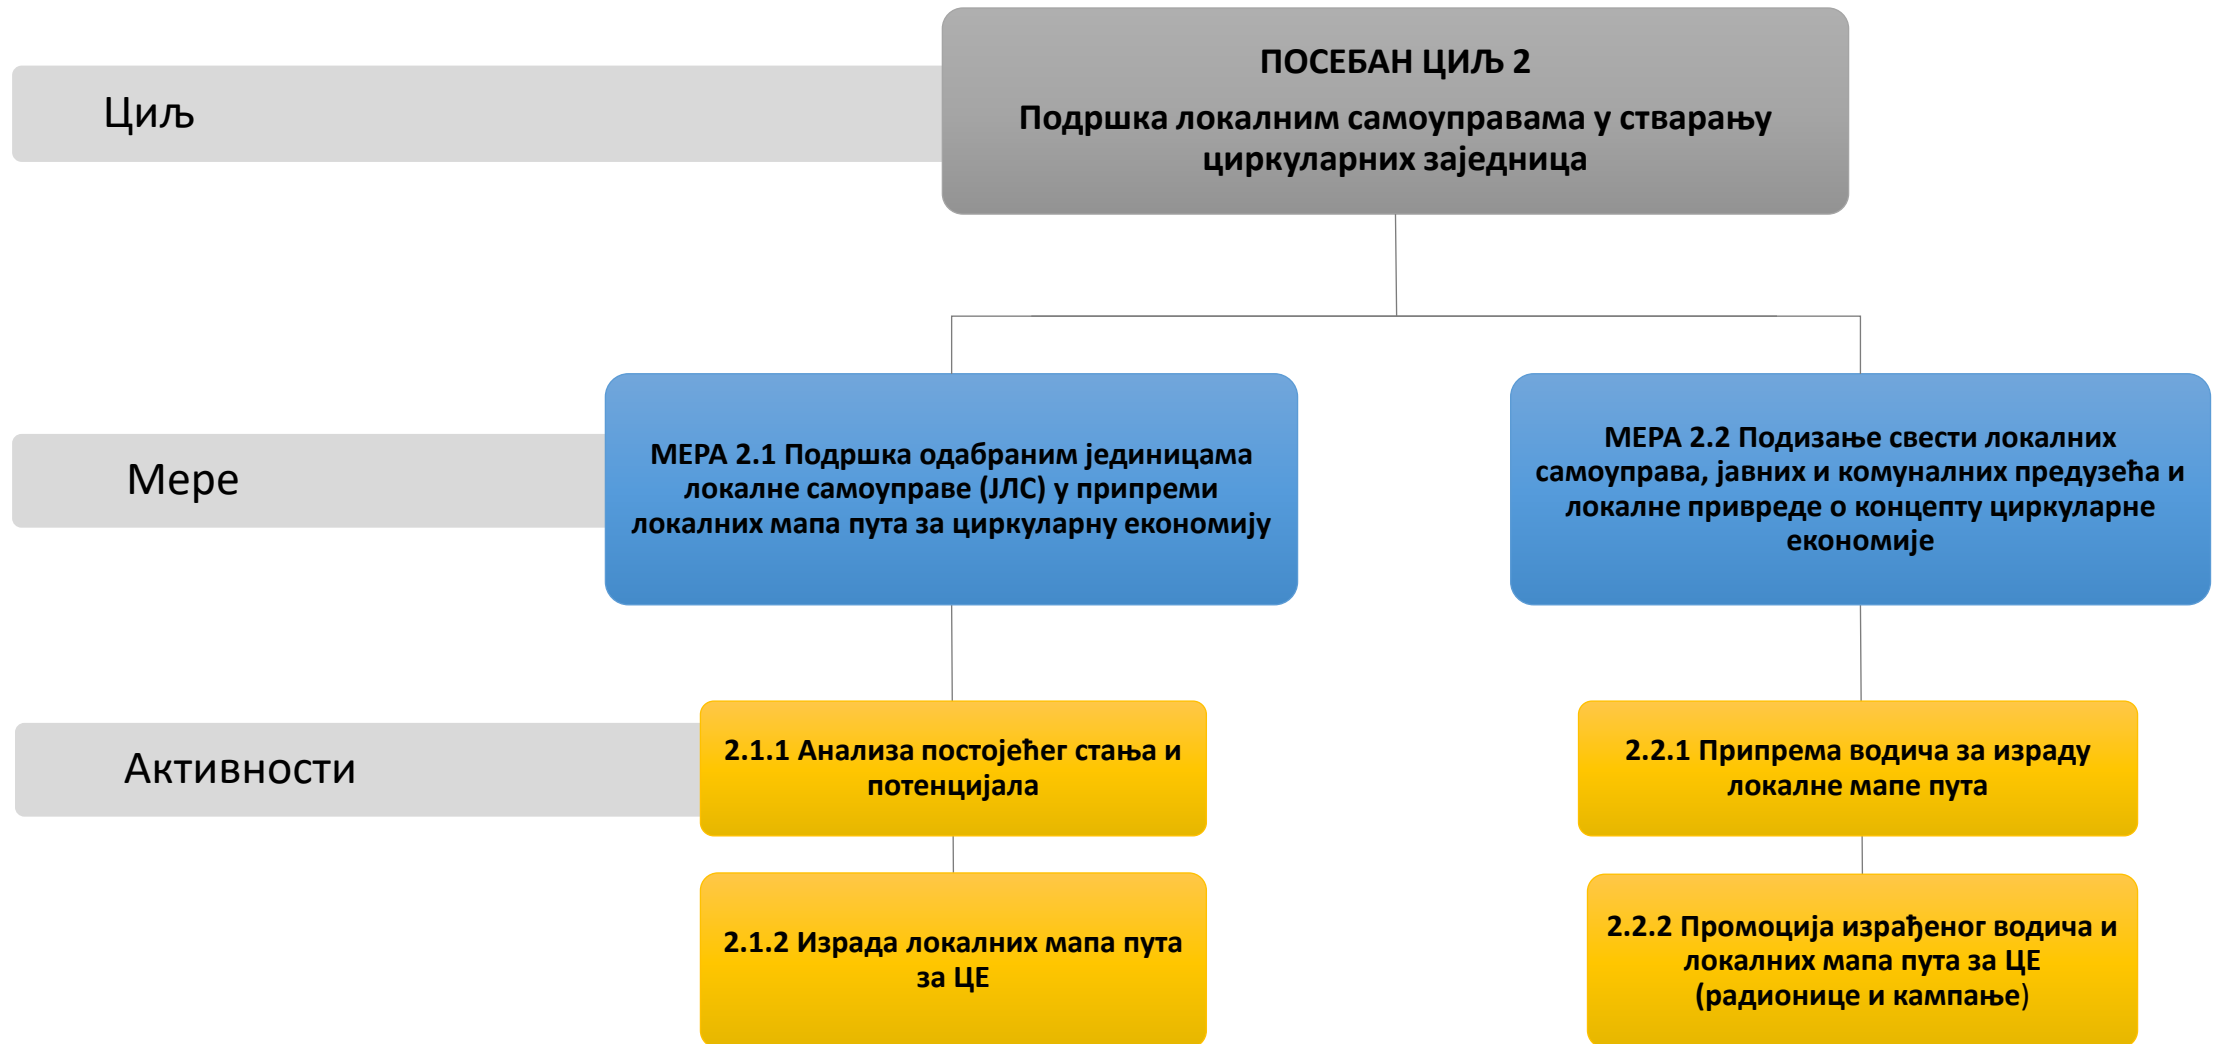 Циљ
ПОСЕБАН ЦИЉ 2
Подршка локалним самоуправама у стварању
циркуларних заједница
Мере
МЕРА 2.1 Подршка одабраним јединицама
локалне самоуправе (ЈЛС) у припреми
локалних мапа пута за циркуларну економију
МЕРА 2.2 Подизање свести локалних
самоуправа, јавних и комуналних предузећа и
локалне привреде о концепту циркуларне
економије
Активности
2.1.1 Анализа постојећег стања и
потенцијала
2.2.1 Припрема водича за израду
локалне мапе пута
2.1.2 Израда локалних мапа пута
за ЦЕ
2.2.2 Промоција израђеног водича и
локалних мапа пута за ЦЕ
(радионице и кампање)